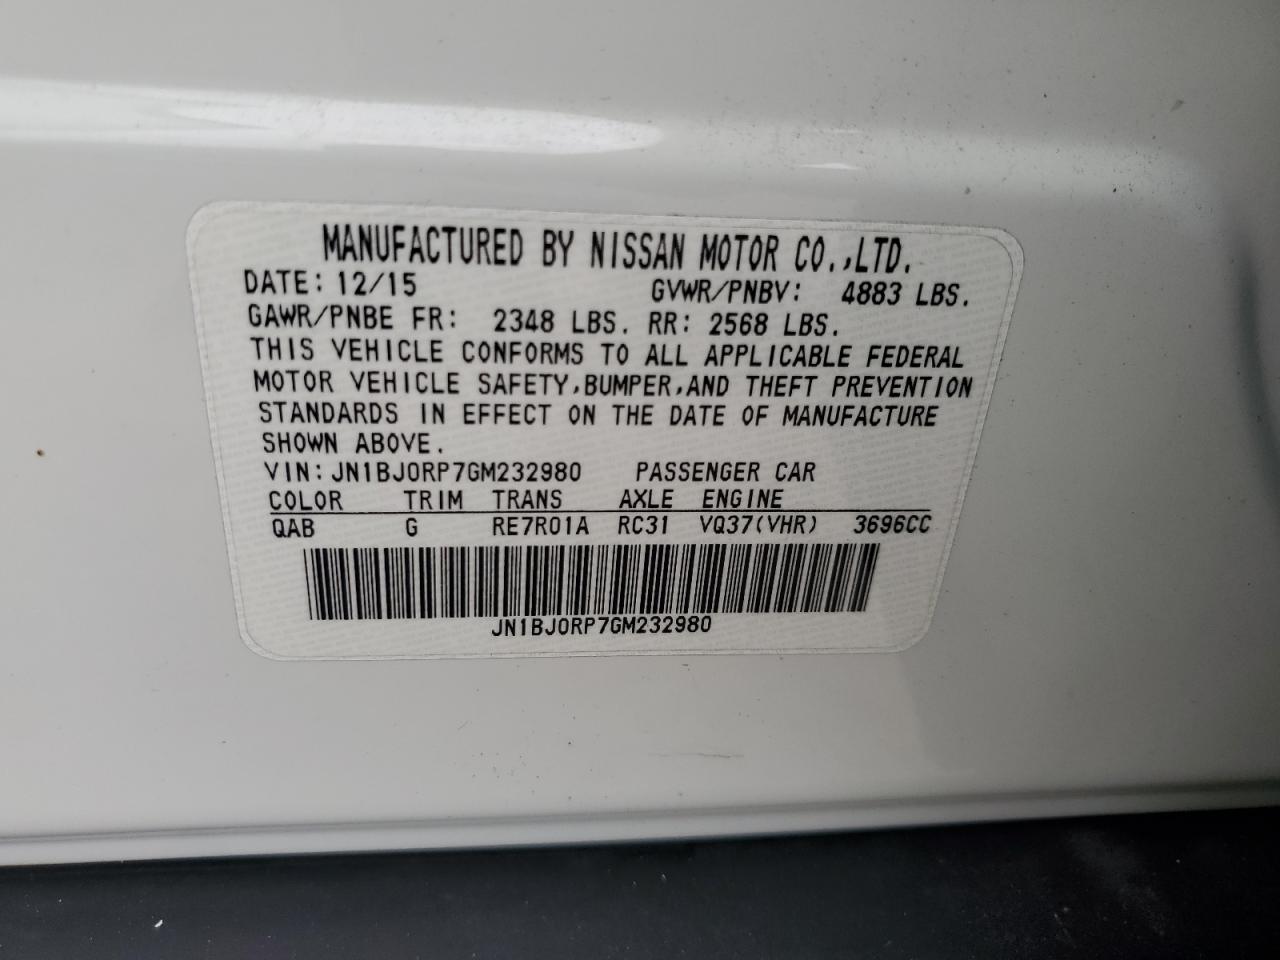 MANUFACTURED BY NISSAN MOTOR CO.,LTD.
DATE: 12/15 GVWR/PNBV: 4883 LBS.
GAWR/PNBE FR: 2348 LBS. RR: 2568 LBS.
THIS VEHICLE CONFORMS TO ALL APPLICABLE FEDERAL
MOTOR VEHICLE SAFETY,BUMPER,AND THEFT PREVENTION
STANDARDS IN EFFECT ON THE DATE OF MANUFACTURE
SHOWN ABOVE.
VIN:JN1BJ0RP7GM232980 PASSENGER CAR
COLOR TRIM TRANS AXLE ENGINE
QAB G RE7R01A RC31 VQ37(VHR) 3696CC
JN1BJ0RP7GM232980